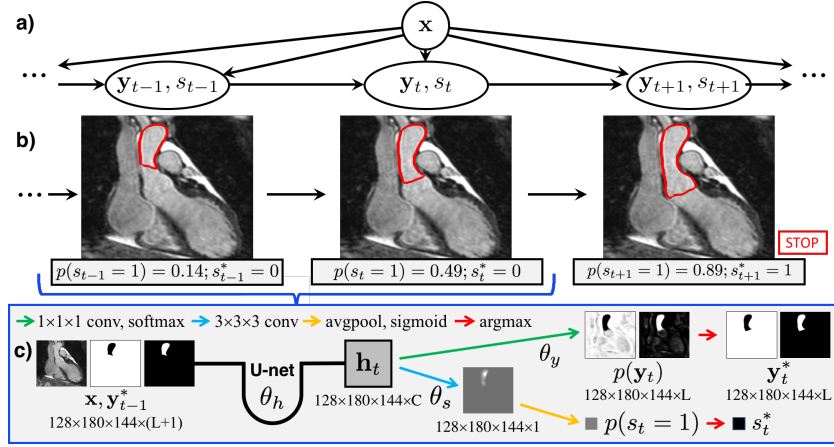 a)
x
... y_{t−1}, s_{t−1} y_t, s_t y_{t+1}, s_{t+1} ...
b)
...
STOP
p(s_{t−1} = 1) = 0.14; s*_{t−1} = 0
p(s_t = 1) = 0.49; s*_t = 0
p(s_{t+1} = 1) = 0.89; s*_{t+1} = 1
1×1×1 conv, softmax 3×3×3 conv avgpool, sigmoid argmax
c)
U-net
θ_h
h_t
θ_y
θ_s
x, y*_{t−1}
128×180×144×(L+1)
128×180×144×C
128×180×144×1
p(y_t)
128×180×144×L
y*_t
128×180×144×L
p(s_t = 1)
s*_t